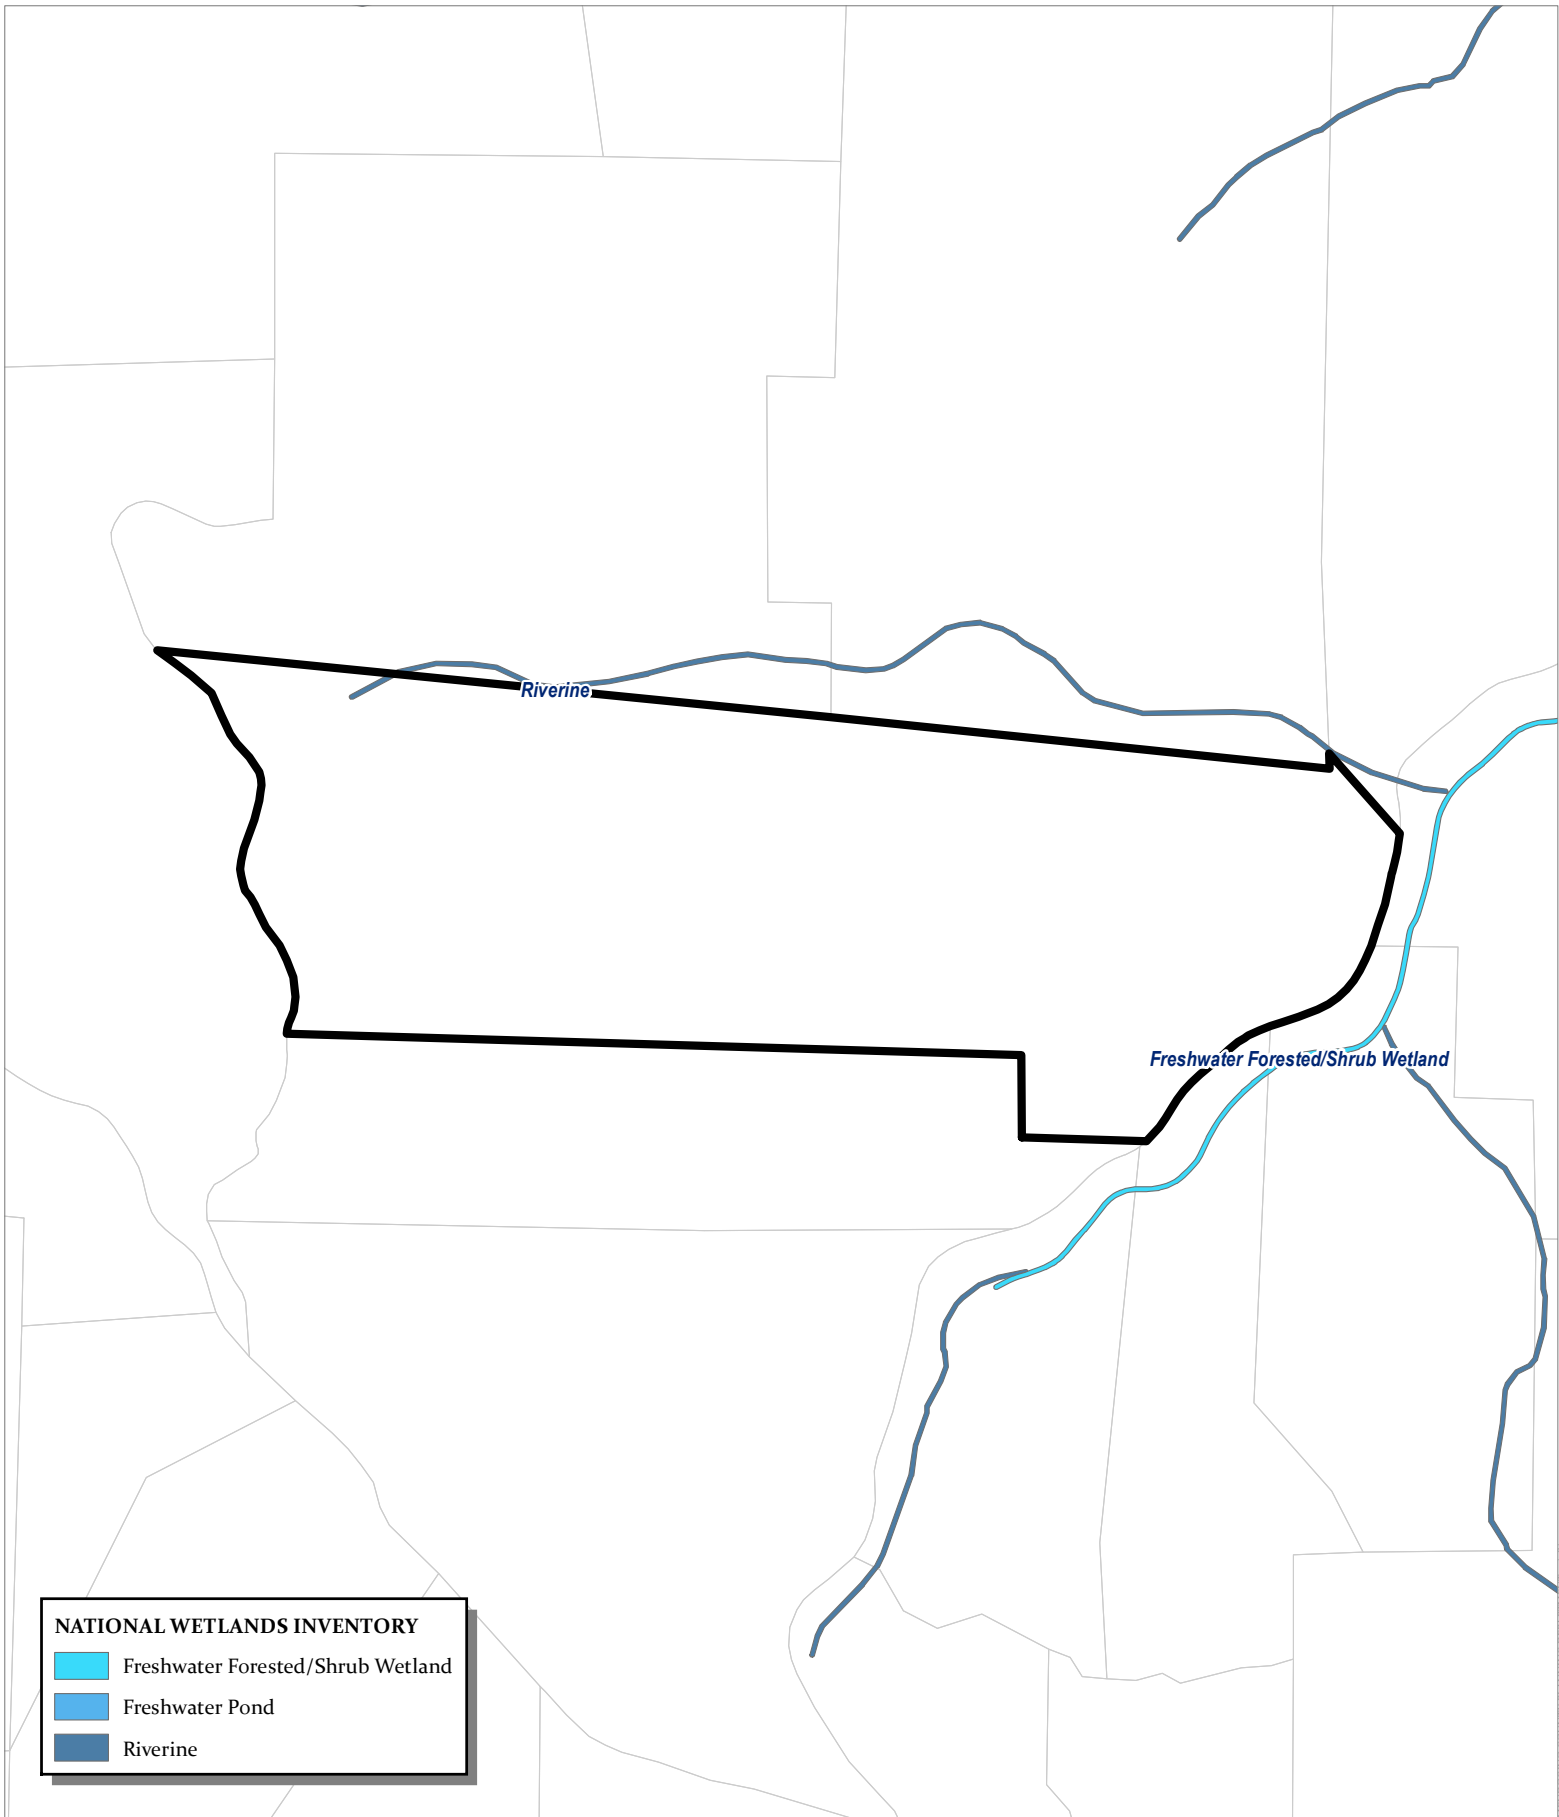 Riverine
Freshwater Forested/Shrub Wetland
NATIONAL WETLANDS INVENTORY
Freshwater Forested/Shrub Wetland
Freshwater Pond
Riverine